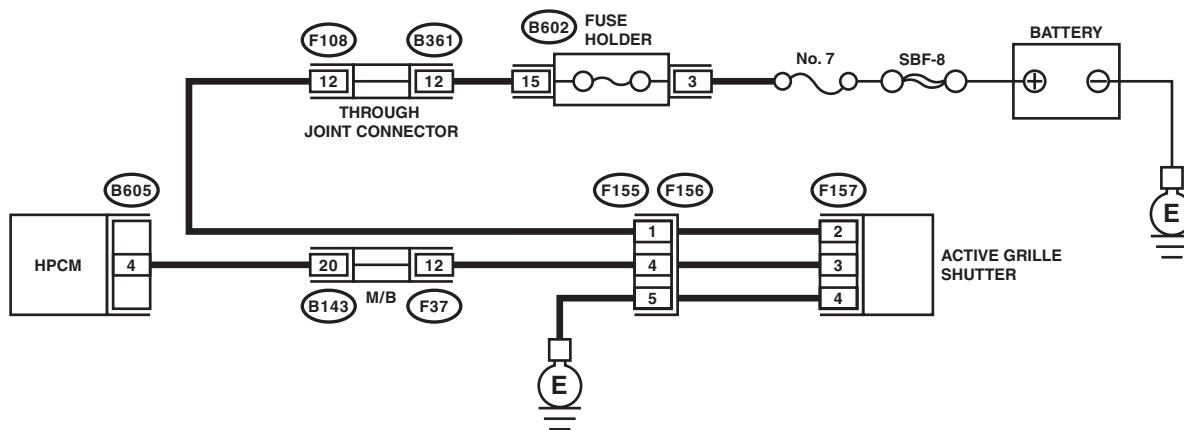 B602 FUSE
HOLDER
F108 B361
BATTERY
No. 7 SBF-8
12 12 15 3
THROUGH
JOINT CONNECTOR
B605 F155 F156 F157
E
1 2
HPCM 4 20 12 4 3 ACTIVE GRILLE
SHUTTER
B143 M/B F37 5 4
E